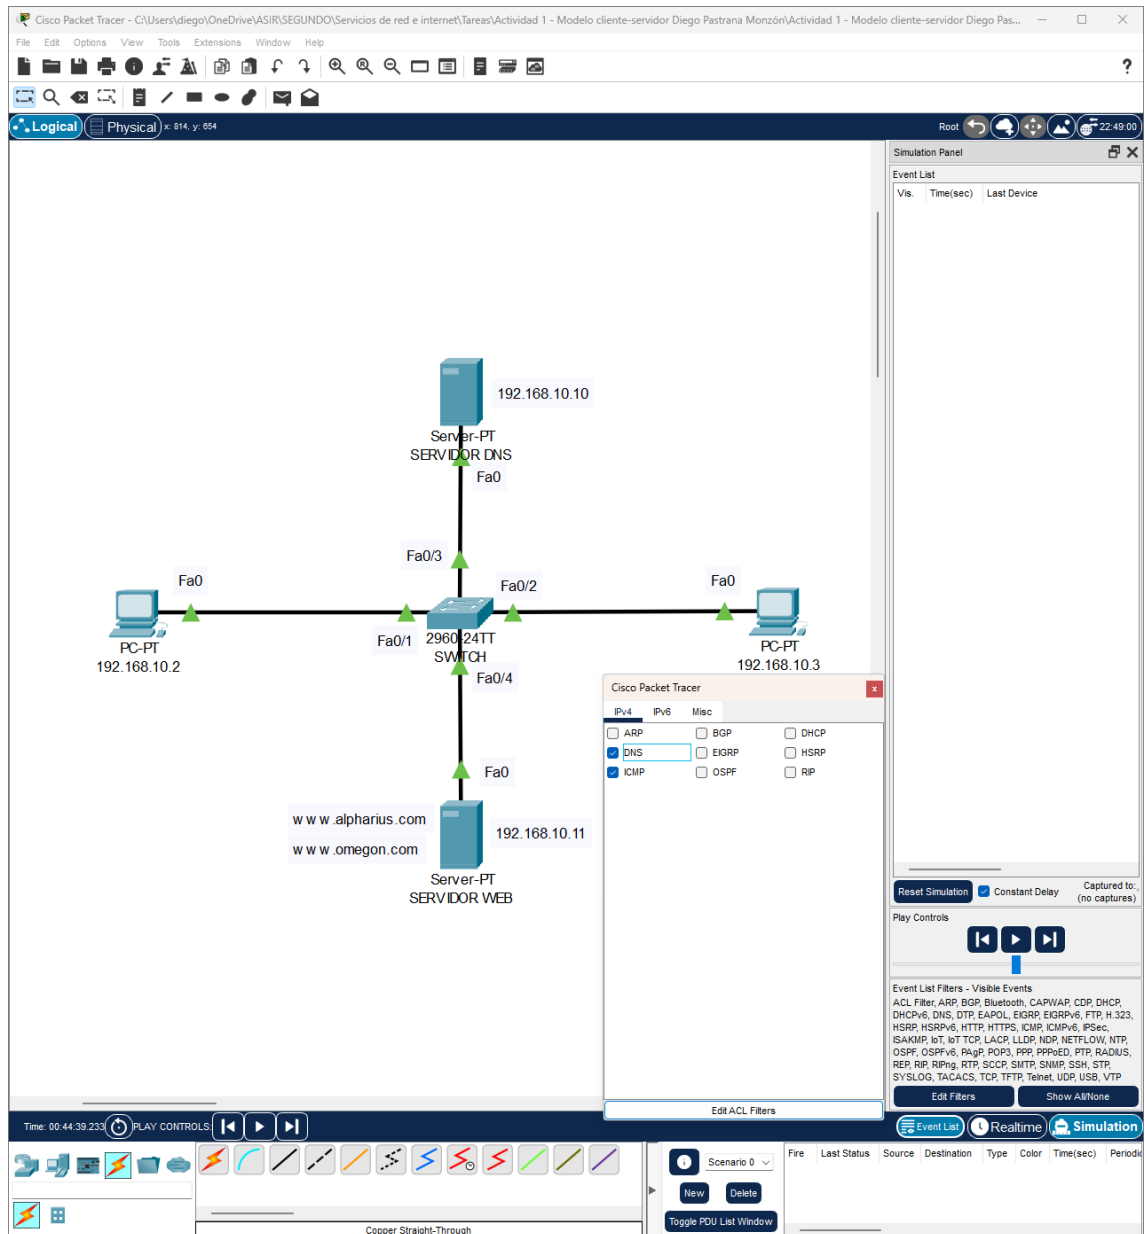 Cisco Packet Tracer - C:\Users\diego\OneDrive\ASIR\SEGUNDO\Servicios de red e internet\Tareas\Actividad 1 - Modelo cliente-servidor Diego Pastrana Monzón\Actividad 1 - Modelo cliente-servidor Diego Pas...
File Edit Options View Tools Extensions Window Help
Logical Physical x: 814, y: 654 Root 22:49:00
Simulation Panel
Event List
Vis. Time(sec) Last Device
192.168.10.10
Server-PT
SERVIDOR DNS
Fa0
Fa0/3
Fa0
Fa0/2
Fa0
Fa0/1
2960-24TT
SWITCH
PC-PT
192.168.10.2
PC-PT
192.168.10.3
Fa0/4
Fa0
www.alpharius.com
www.omegon.com
192.168.10.11
Server-PT
SERVIDOR WEB
Cisco Packet Tracer
IPv4 IPv6 Misc
ARP BGP DHCP
DNS EIGRP HSRP
ICMP OSPF RIP
Edit ACL Filters
Reset Simulation Constant Delay Captured to:
(no captures)
Play Controls
Event List Filters - Visible Events
ACL Filter, ARP, BGP, Bluetooth, CAPWAP, CDP, DHCP,
DHCPv6, DNS, DTP, EAPOL, EIGRP, EIGRPv6, FTP, H.323,
HSRP, HSRPv6, HTTP, HTTPS, ICMP, ICMPv6, IPSec,
ISAKMP, IoT, IoT TCP, LACP, LLDP, NDP, NETFLOW, NTP,
OSPF, OSPFv6, PAgP, POP3, PPP, PPPoED, PTP, RADIUS,
REP, RIP, RIPng, RTP, SCCP, SMTP, SNMP, SSH, STP,
SYSLOG, TACACS, TCP, TFTP, Telnet, UDP, USB, VTP
Edit Filters Show All/None
Time: 00:44:39.233 PLAY CONTROLS: Event List Realtime Simulation
Scenario 0
New Delete
Toggle PDU List Window
Fire Last Status Source Destination Type Color Time(sec) Periodic
Copper Straight-Through